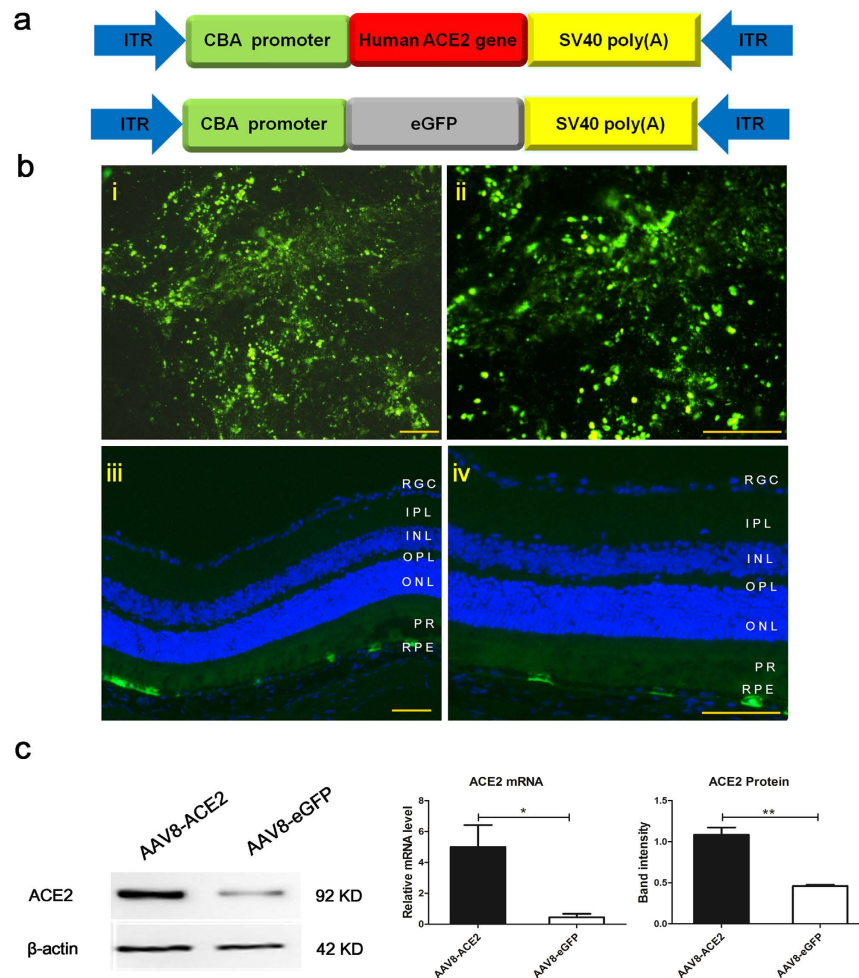 a
ITR CBA promoter Human ACE2 gene SV40 poly(A) ITR
ITR CBA promoter eGFP SV40 poly(A) ITR
b
i
ii
iii
RGC
IPL
INL
OPL
ONL
PR
RPE
iv
RGC
IPL
INL
OPL
ONL
PR
RPE
c
AAV8-ACE2
AAV8-eGFP
ACE2 92 KD
β-actin 42 KD
ACE2 mRNA
Relative mRNA level
8
6
4
2
0
*
AAV8-ACE2
AAV8-eGFP
ACE2 Protein
Band intensity
1.5
1.0
0.5
0.0
**
AAV8-ACE2
AAV8-eGFP